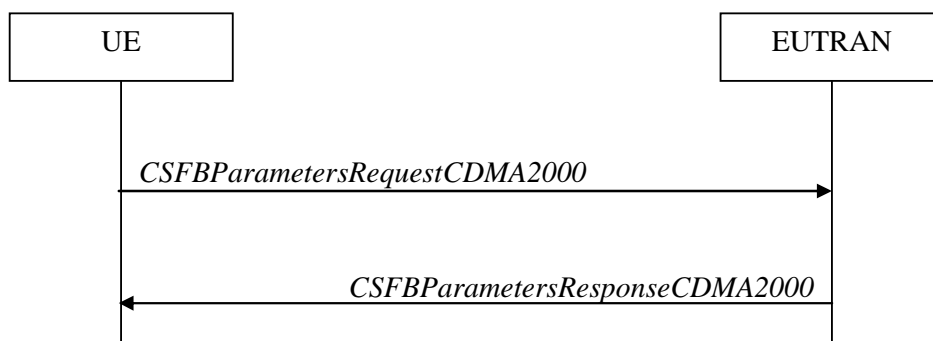 UE
EUTRAN
CSFBParametersRequestCDMA2000
CSFBParametersResponseCDMA2000